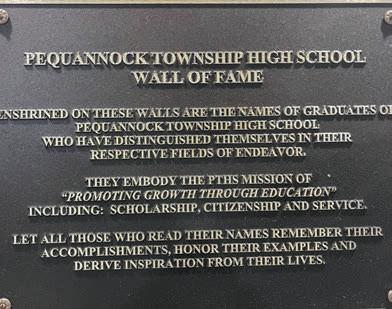 PEQUANNOCK TOWNSHIP HIGH SCHOOL
WALL OF FAME
ENSHRINED ON THESE WALLS ARE THE NAMES OF GRADUATES OF
PEQUANNOCK TOWNSHIP HIGH SCHOOL
WHO HAVE DISTINGUISHED THEMSELVES IN THEIR
RESPECTIVE FIELDS OF ENDEAVOR.
THEY EMBODY THE PTHS MISSION OF
“PROMOTING GROWTH THROUGH EDUCATION”
INCLUDING: SCHOLARSHIP, CITIZENSHIP AND SERVICE.
LET ALL THOSE WHO READ THEIR NAMES REMEMBER THEIR
ACCOMPLISHMENTS, HONOR THEIR EXAMPLES AND
DERIVE INSPIRATION FROM THEIR LIVES.